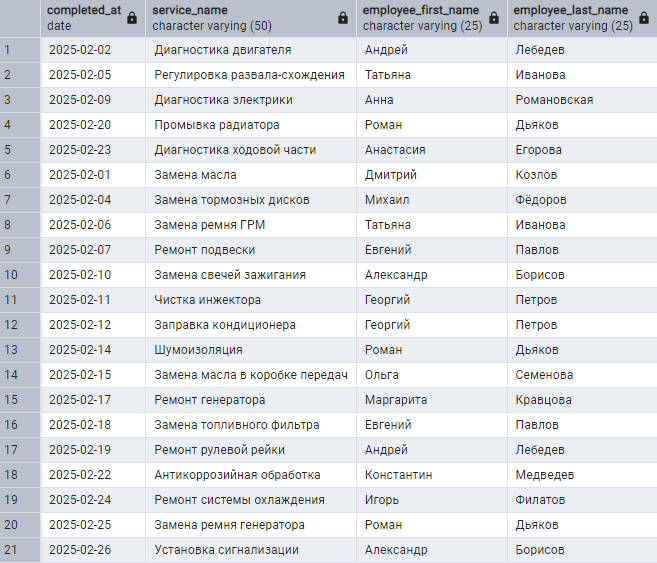 completed_at service_name employee_first_name employee_last_name
date character varying (50) character varying (25) character varying (25)
1 2025-02-02 Диагностика двигателя Андрей Лебедев
2 2025-02-05 Регулировка развала-схождения Татьяна Иванова
3 2025-02-09 Диагностика электрики Анна Романовская
4 2025-02-20 Промывка радиатора Роман Дьяков
5 2025-02-23 Диагностика ходовой части Анастасия Егорова
6 2025-02-01 Замена масла Дмитрий Козлов
7 2025-02-04 Замена тормозных дисков Михаил Фёдоров
8 2025-02-06 Замена ремня ГРМ Татьяна Иванова
9 2025-02-07 Ремонт подвески Евгений Павлов
10 2025-02-10 Замена свечей зажигания Александр Борисов
11 2025-02-11 Чистка инжектора Георгий Петров
12 2025-02-12 Заправка кондиционера Георгий Петров
13 2025-02-14 Шумоизоляция Роман Дьяков
14 2025-02-15 Замена масла в коробке передач Ольга Семенова
15 2025-02-17 Ремонт генератора Маргарита Кравцова
16 2025-02-18 Замена топливного фильтра Евгений Павлов
17 2025-02-19 Ремонт рулевой рейки Андрей Лебедев
18 2025-02-22 Антикоррозийная обработка Константин Медведев
19 2025-02-24 Ремонт системы охлаждения Игорь Филатов
20 2025-02-25 Замена ремня генератора Роман Дьяков
21 2025-02-26 Установка сигнализации Александр Борисов